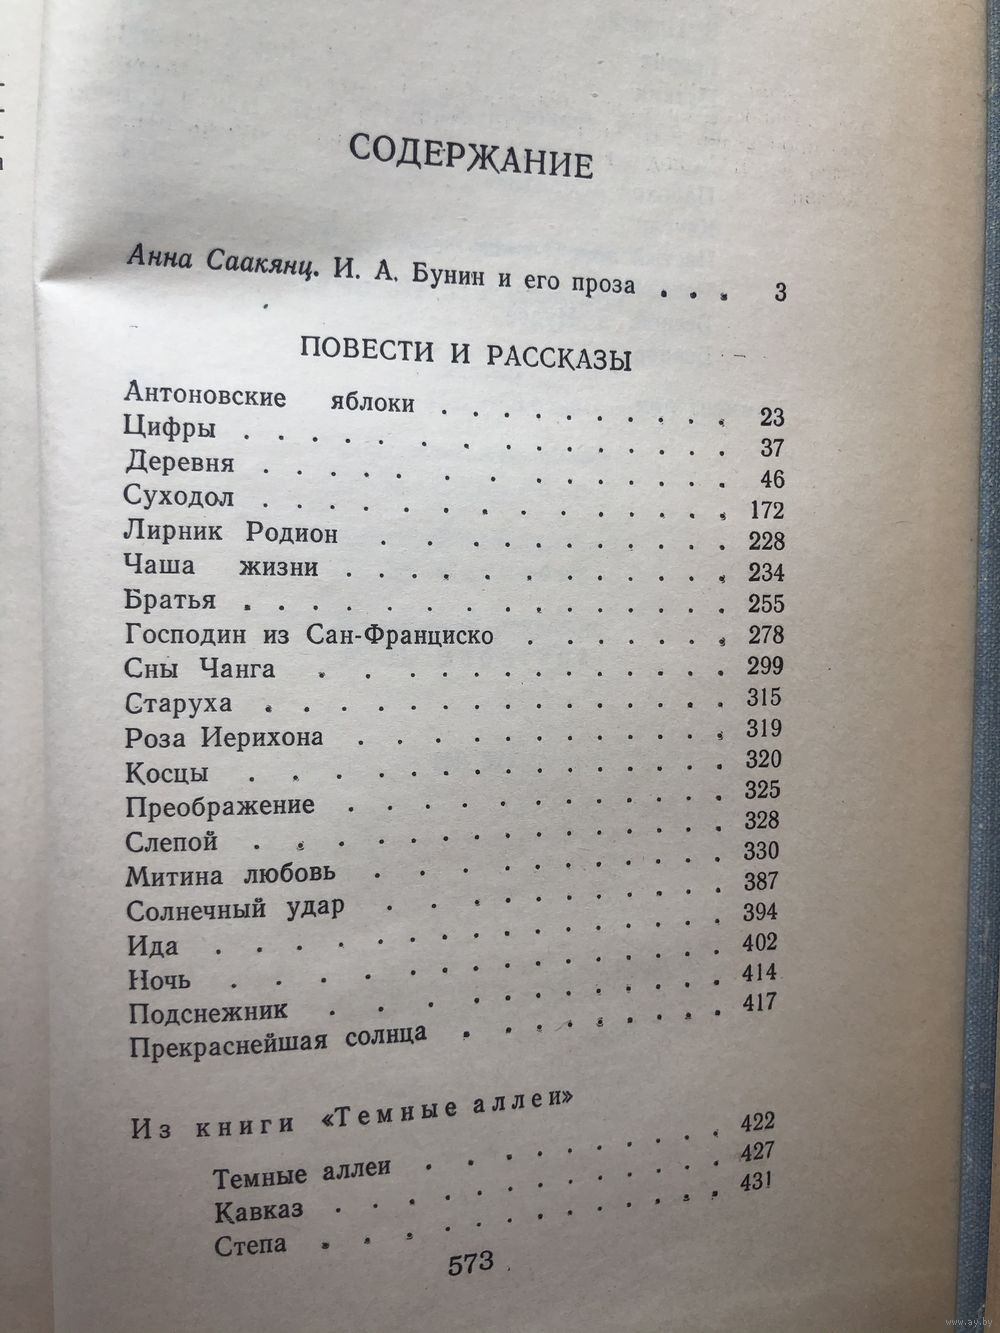 СОДЕРЖАНИЕ
Анна Саакянц. И. А. Бунин и его проза . . . 3
ПОВЕСТИ И РАССКАЗЫ
Антоновские яблоки . . . . . . . . . . 23
Цифры . . . . . . . . . . . . . 37
Деревня . . . . . . . . . . . . 46
Суходол . . . . . . . . . . . . 172
Лирник Родион . . . . . . . . . 228
Чаша жизни . . . . . . . . . . 234
Братья . . . . . . . . . . . . . 255
Господин из Сан-Франциско . . . . . . 278
Сны Чанга . . . . . . . . . . 299
Старуха . . . . . . . . . . . . 315
Роза Иерихона . . . . . . . . . 319
Косцы . . . . . . . . . . . . 320
Преображение . . . . . . . . . 325
Слепой . . . . . . . . . . . . 328
Митина любовь . . . . . . . . . 330
Солнечный удар . . . . . . . . 387
Ида . . . . . . . . . . . . . 394
Ночь . . . . . . . . . . . . 402
Подснежник . . . . . . . . . . 414
Прекраснейшая солнца . . . . . . . 417
Из книги «Темные аллеи»
Темные аллеи . . . . . . . . 422
Кавказ . . . . . . . . . . 427
Степа . . . . . . . . . . 431
573
www.ay.by